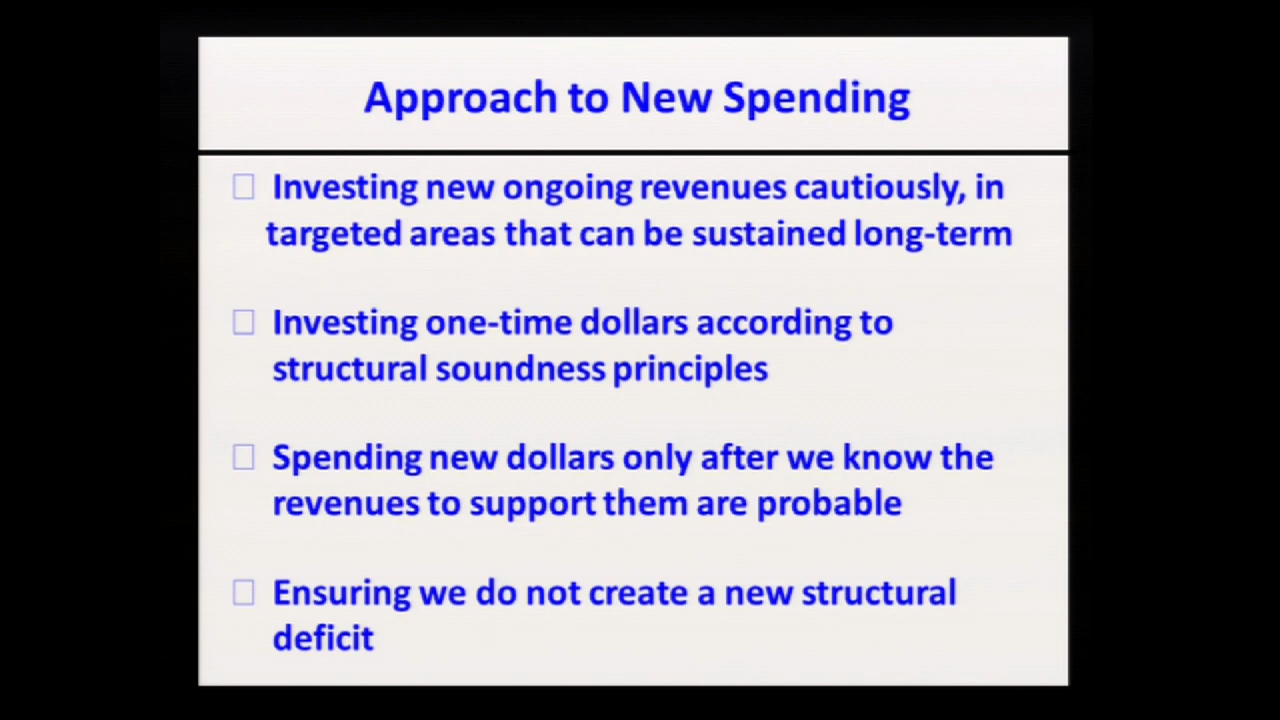 Approach to New Spending
Investing new ongoing revenues cautiously, in
targeted areas that can be sustained long-term
Investing one-time dollars according to
structural soundness principles
Spending new dollars only after we know the
revenues to support them are probable
Ensuring we do not create a new structural
deficit